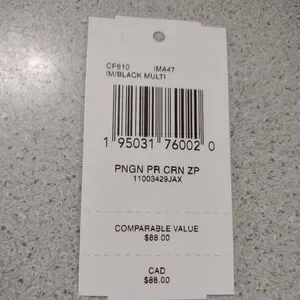 CF610 IMA47
IM/BLACK MULTI
1 95031 76002 0
PNGN PR CRN ZP
11003429JAX
COMPARABLE VALUE
$88.00
CAD
$88.00